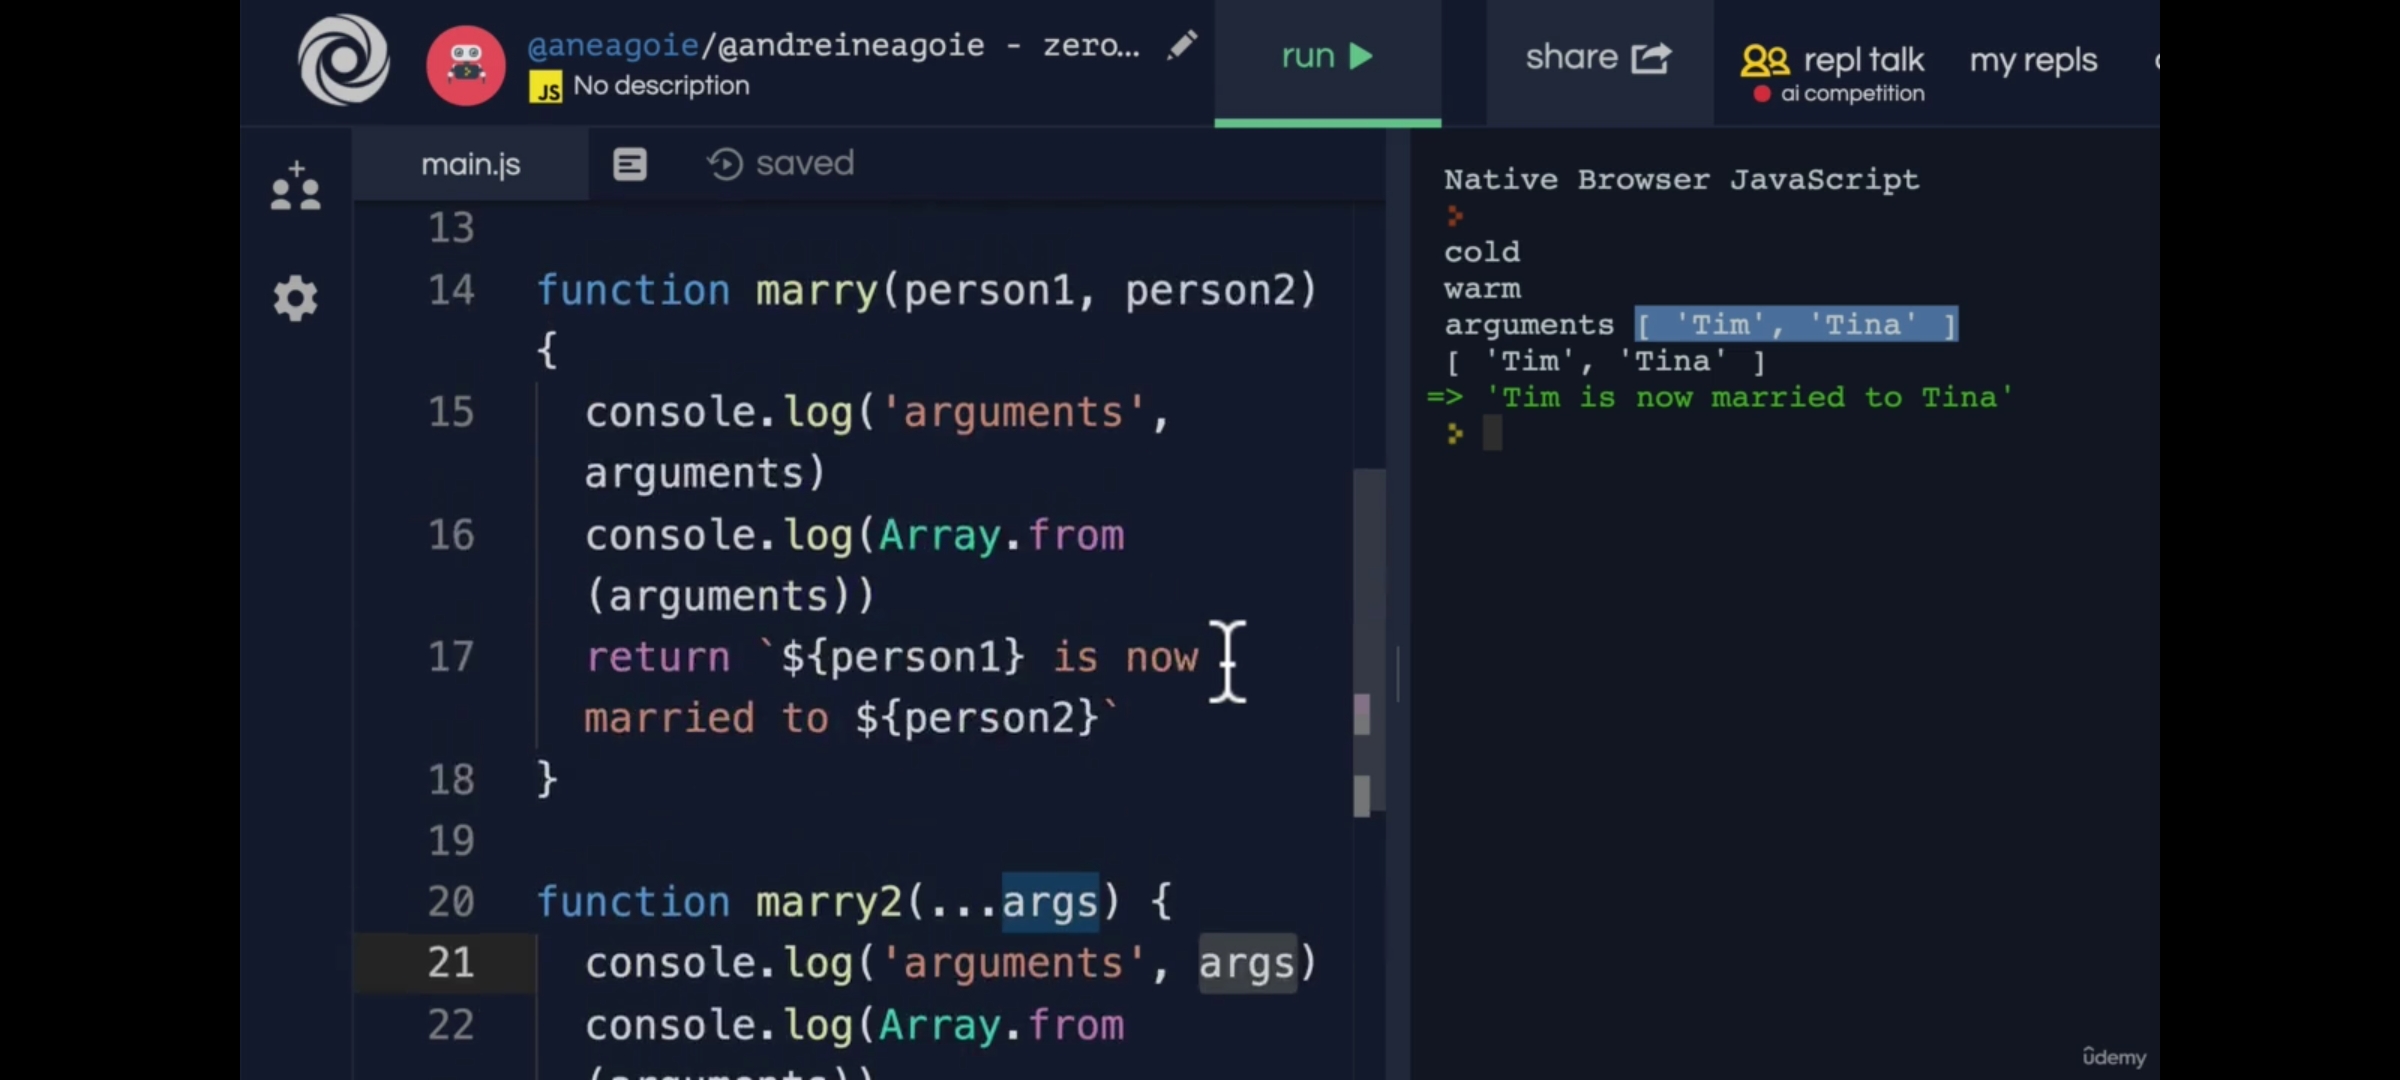 @aneagoie/@andreineagoie - zero...
JS No description
run
share
repl talk
ai competition
my repls
main.js
saved
13
14 function marry(person1, person2)
{
15 console.log('arguments',
arguments)
16 console.log(Array.from
(arguments))
17 return `${person1} is now
married to ${person2}`
18 }
19
20 function marry2(...args) {
21 console.log('arguments', args)
22 console.log(Array.from
(arguments))
Native Browser JavaScript
cold
warm
arguments [ 'Tim', 'Tina' ]
[ 'Tim', 'Tina' ]
=> 'Tim is now married to Tina'
ûdemy